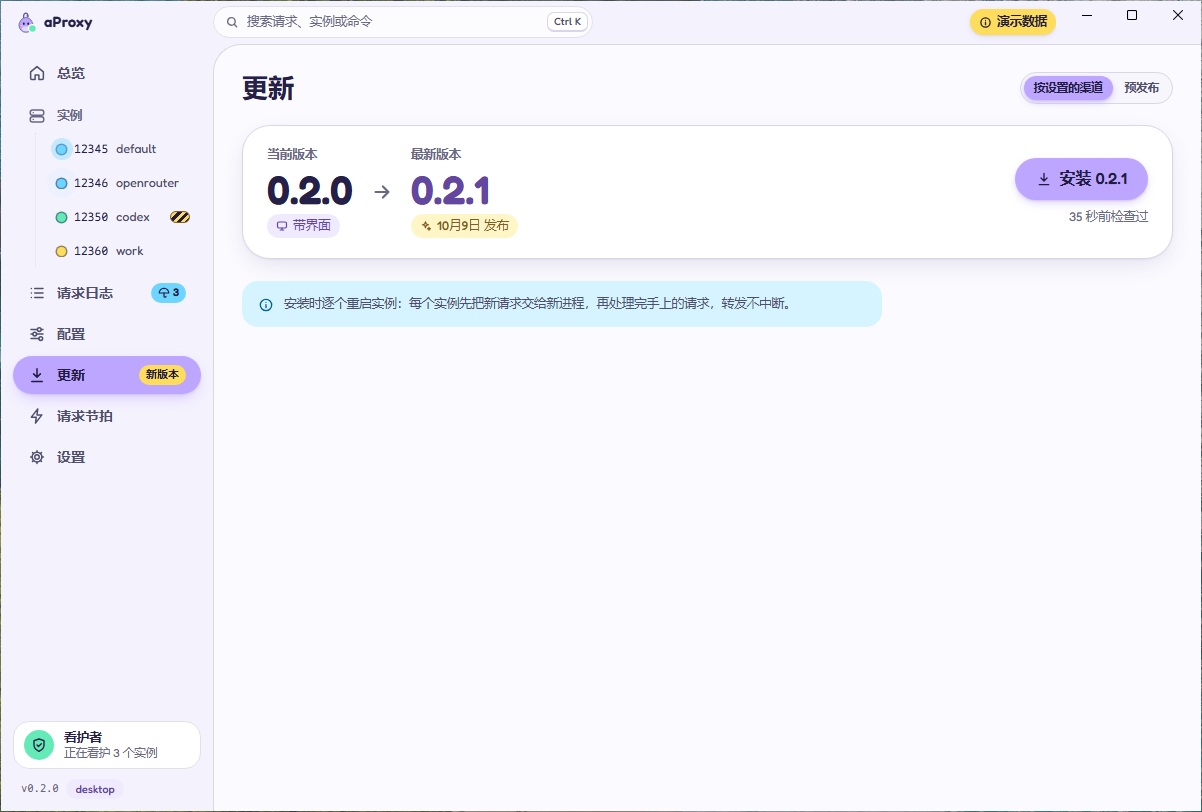 aProxy
搜索请求、实例或命令
Ctrl K
演示数据
总览
实例
12345 default
12346 openrouter
12350 codex
12360 work
请求日志
3
配置
更新
新版本
请求节拍
设置
看护者
正在看护 3 个实例
v0.2.0 desktop
更新
按设置的渠道 预发布
当前版本
0.2.0
带界面
最新版本
0.2.1
10月9日 发布
安装 0.2.1
35 秒前检查过
安装时逐个重启实例：每个实例先把新请求交给新进程，再处理完手上的请求，转发不中断。